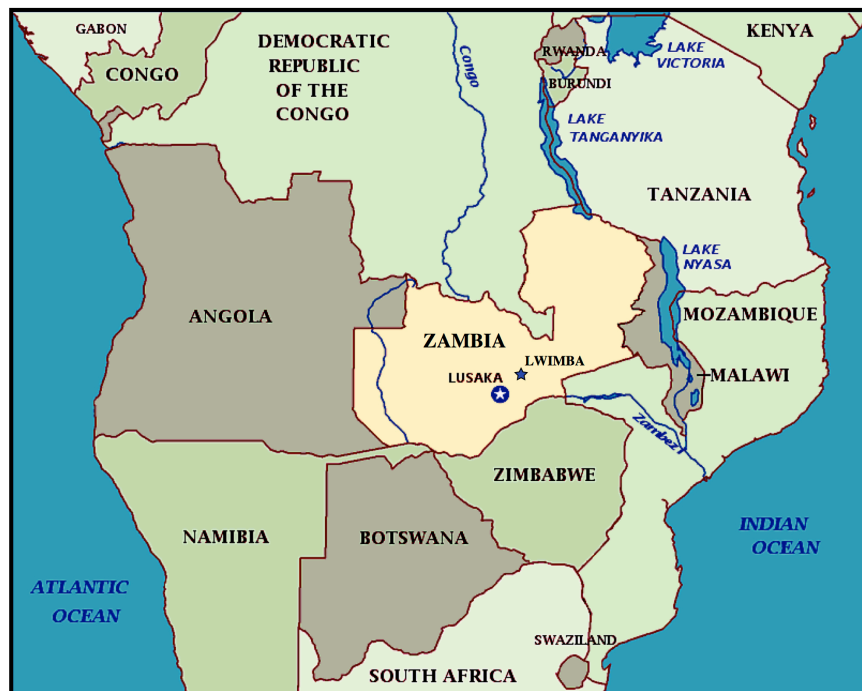 GABON
CONGO
DEMOCRATIC
REPUBLIC
OF THE
CONGO
Congo
RWANDA
BURUNDI
LAKE
VICTORIA
KENYA
LAKE
TANGANYIKA
TANZANIA
LAKE
NYASA
ANGOLA
ZAMBIA
LWIMBA
LUSAKA
MOZAMBIQUE
MALAWI
Zambezi
ZIMBABWE
NAMIBIA
BOTSWANA
INDIAN
OCEAN
ATLANTIC
OCEAN
SWAZILAND
SOUTH AFRICA